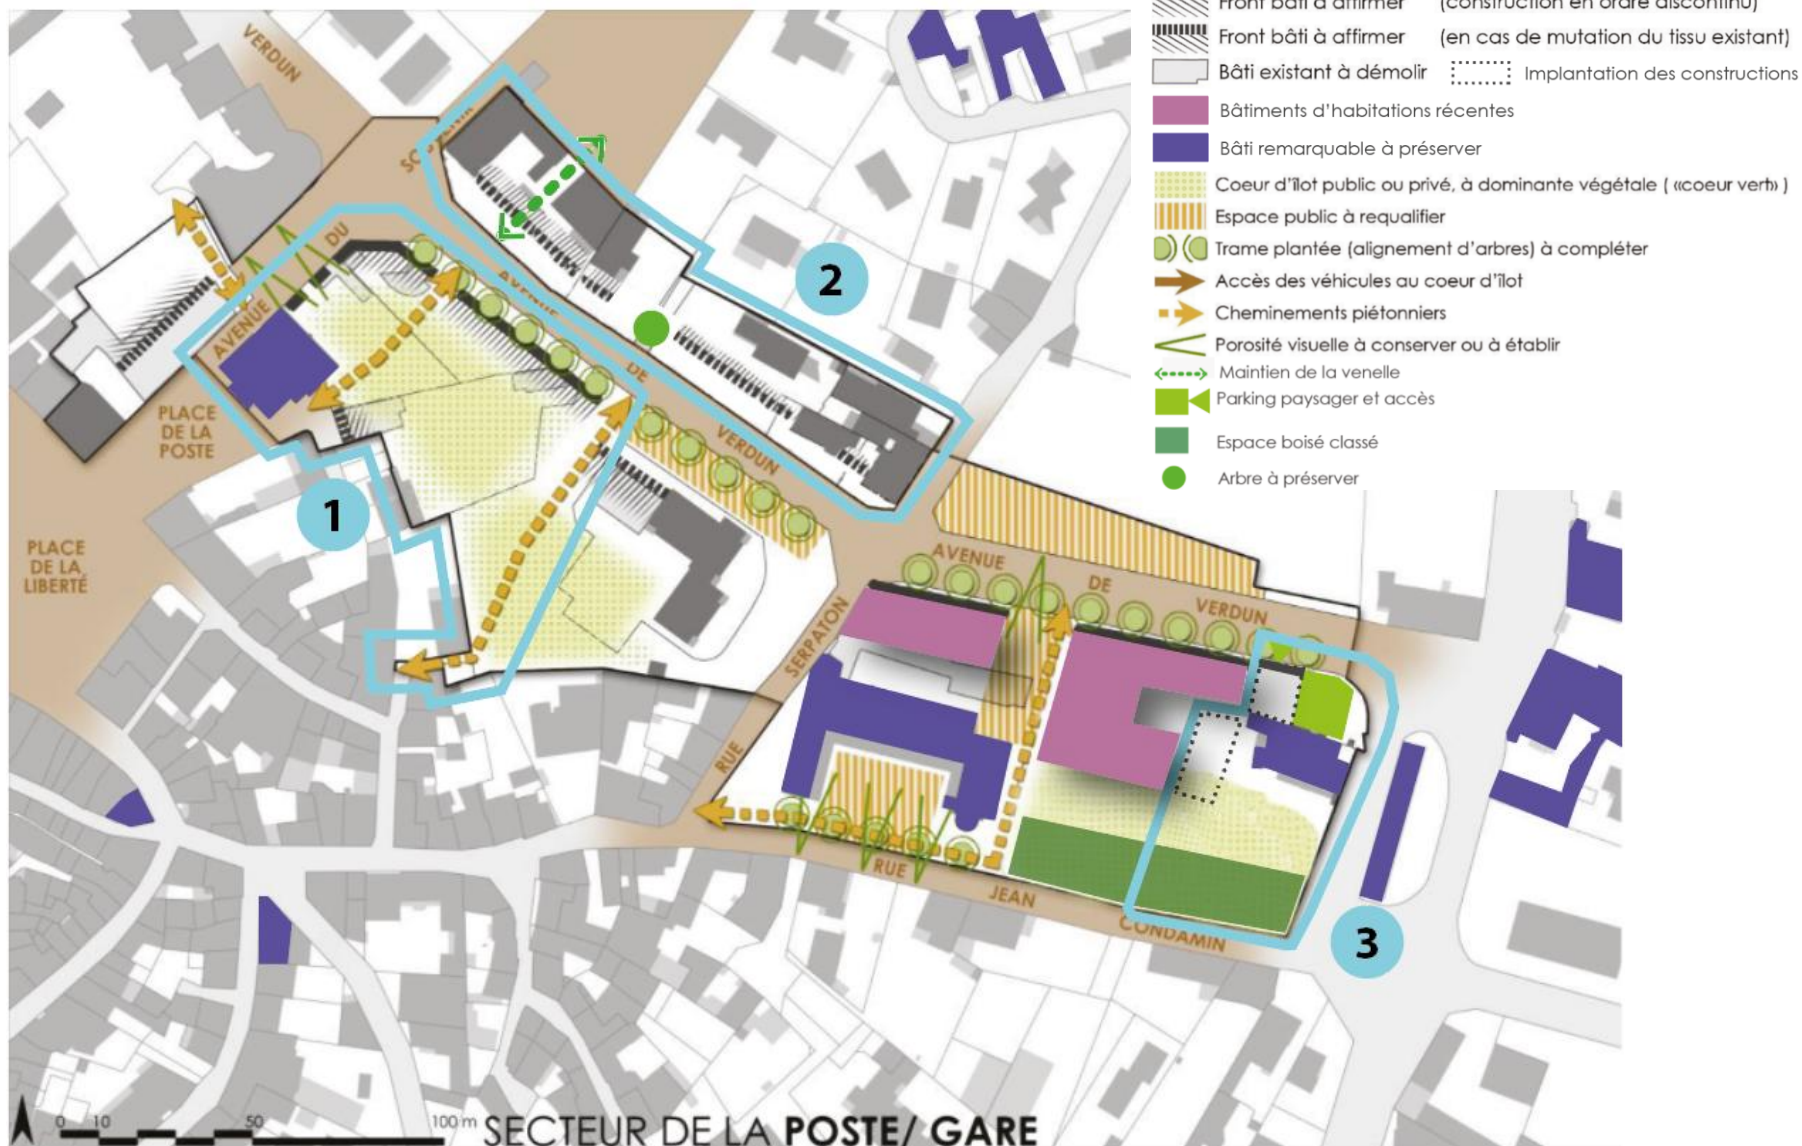 Front bâti à affirmer (construction en ordre discontinu)
Front bâti à affirmer (en cas de mutation du tissu existant)
Bâti existant à démolir Implantation des constructions
Bâtiments d'habitations récentes
Bâti remarquable à préserver
Coeur d'îlot public ou privé, à dominante végétale ( «coeur vert» )
Espace public à requalifier
Trame plantée (alignement d'arbres) à compléter
Accès des véhicules au coeur d'îlot
Cheminements piétonniers
Porosité visuelle à conserver ou à établir
Maintien de la venelle
Parking paysager et accès
Espace boisé classé
Arbre à préserver
VERDUN
AVENUE
DU
AVENUE
DE
VERDUN
2
PLACE
DE LA
POSTE
1
PLACE
DE LA
LIBERTÉ
AVENUE
DE
VERDUN
RUE
SERPATON
RUE
JEAN
CONDAMIN
3
0 10 50 100 m
SECTEUR DE LA POSTE/ GARE